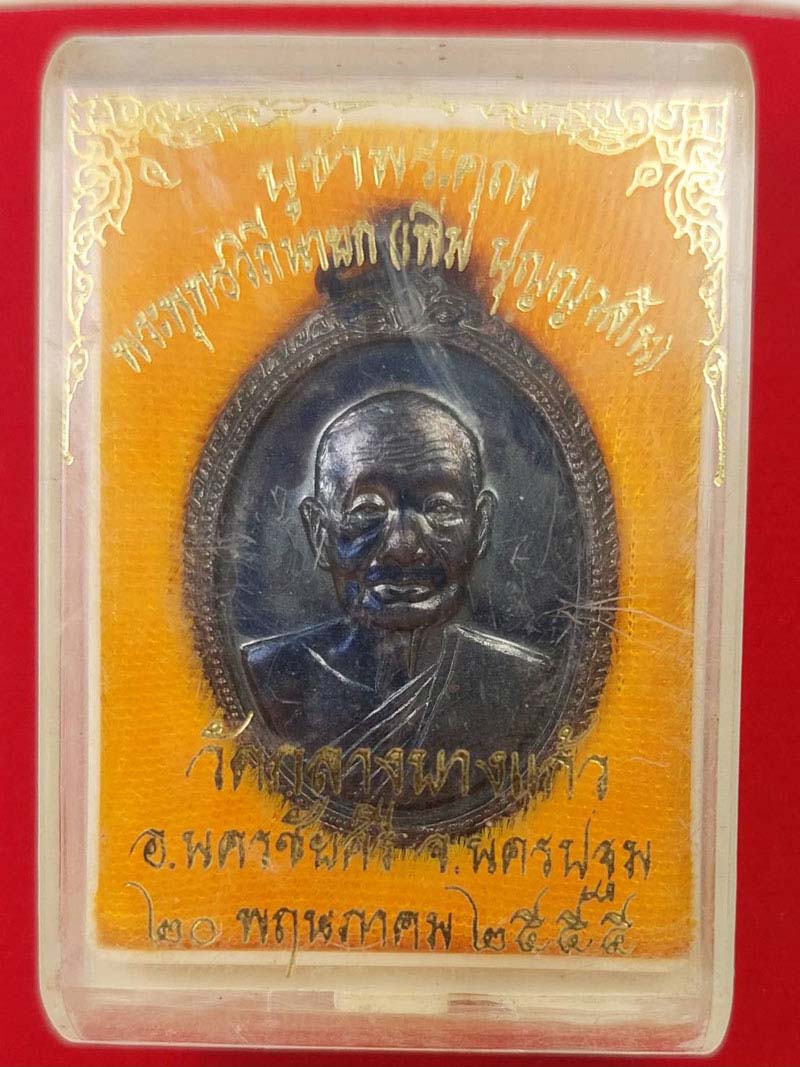 บูชาพระคุณ
พระพุทธวิถีนายก (เพิ่ม ปุญญวสโน)
วัดกลางบางแก้ว
อ.นครชัยศรี จ.นครปฐม
๒๐ พฤษภาคม ๒๕๕๕